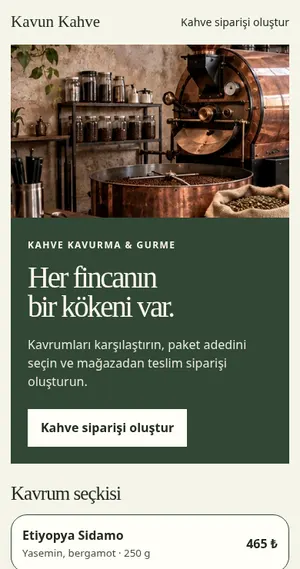 Kavun Kahve
Kahve siparişi oluştur
KAHVE KAVURMA & GURME
Her fincanın
bir kökeni var.
Kavrumları karşılaştırın, paket adedini
seçin ve mağazadan teslim siparişi
oluşturun.
Kahve siparişi oluştur
Kavrum seçkisi
Etiyopya Sidamo
465 ₺
Yasemin, bergamot · 250 g